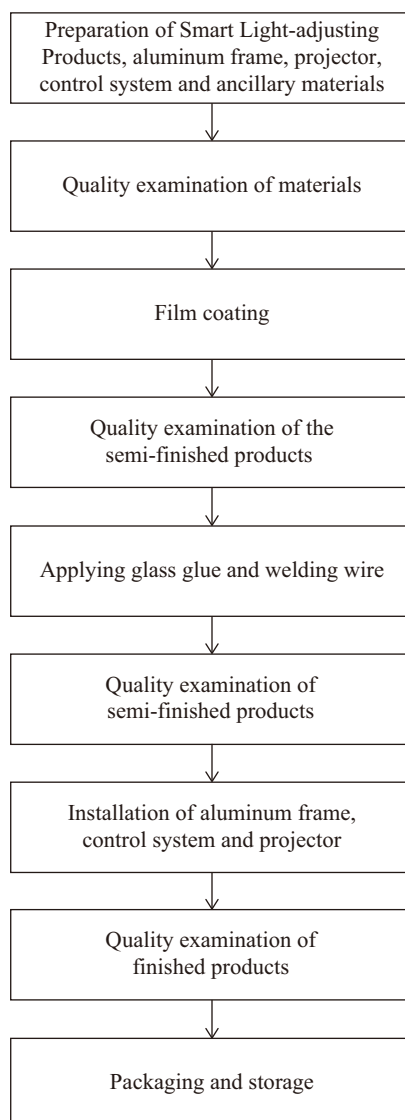 Preparation of Smart Light-adjusting
Products, aluminum frame, projector,
control system and ancillary materials
Quality examination of materials
Film coating
Quality examination of the
semi-finished products
Applying glass glue and welding wire
Quality examination of
semi-finished products
Installation of aluminum frame,
control system and projector
Quality examination of
finished products
Packaging and storage